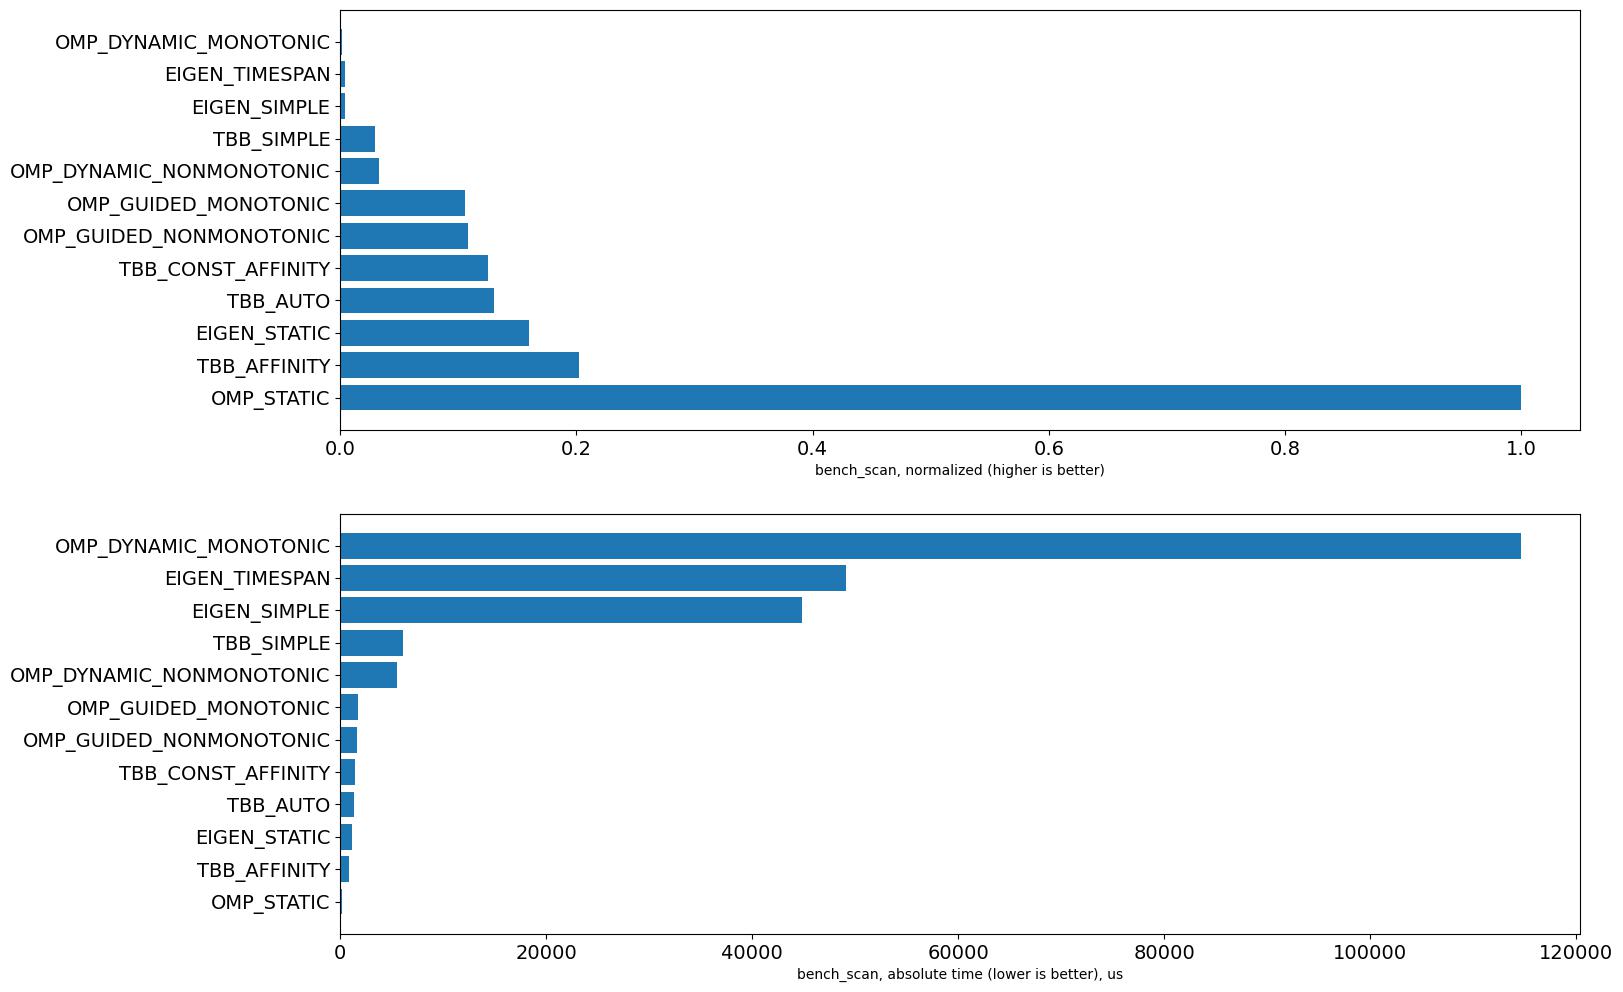 OMP_DYNAMIC_MONOTONIC
EIGEN_TIMESPAN
EIGEN_SIMPLE
TBB_SIMPLE
OMP_DYNAMIC_NONMONOTONIC
OMP_GUIDED_MONOTONIC
OMP_GUIDED_NONMONOTONIC
TBB_CONST_AFFINITY
TBB_AUTO
EIGEN_STATIC
TBB_AFFINITY
OMP_STATIC
0.0 0.2 0.4 0.6 0.8 1.0
bench_scan, normalized (higher is better)
OMP_DYNAMIC_MONOTONIC
EIGEN_TIMESPAN
EIGEN_SIMPLE
TBB_SIMPLE
OMP_DYNAMIC_NONMONOTONIC
OMP_GUIDED_MONOTONIC
OMP_GUIDED_NONMONOTONIC
TBB_CONST_AFFINITY
TBB_AUTO
EIGEN_STATIC
TBB_AFFINITY
OMP_STATIC
0 20000 40000 60000 80000 100000 120000
bench_scan, absolute time (lower is better), us